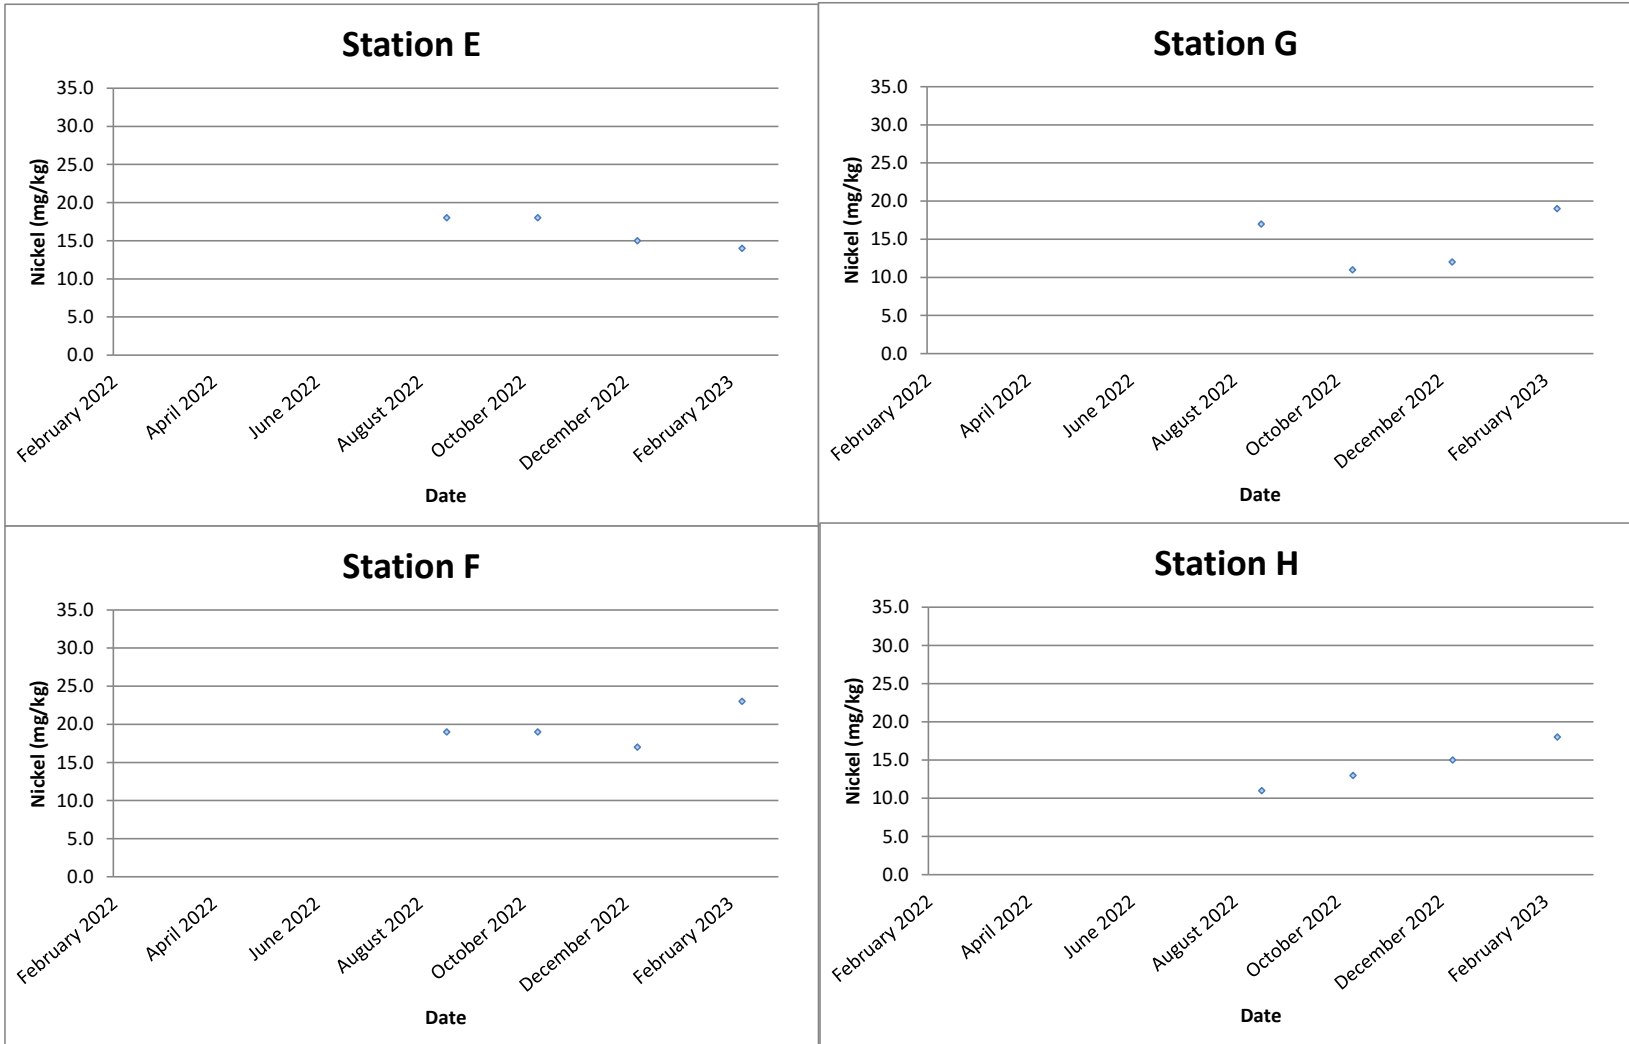 Station E
35.0
30.0
25.0
20.0
15.0
10.0
5.0
0.0
Nickel (mg/kg)
February 2022
April 2022
June 2022
August 2022
October 2022
December 2022
February 2023
Date
Station G
35.0
30.0
25.0
20.0
15.0
10.0
5.0
0.0
Nickel (mg/kg)
February 2022
April 2022
June 2022
August 2022
October 2022
December 2022
February 2023
Date
Station F
35.0
30.0
25.0
20.0
15.0
10.0
5.0
0.0
Nickel (mg/kg)
February 2022
April 2022
June 2022
August 2022
October 2022
December 2022
February 2023
Date
Station H
35.0
30.0
25.0
20.0
15.0
10.0
5.0
0.0
Nickel (mg/kg)
February 2022
April 2022
June 2022
August 2022
October 2022
December 2022
February 2023
Date